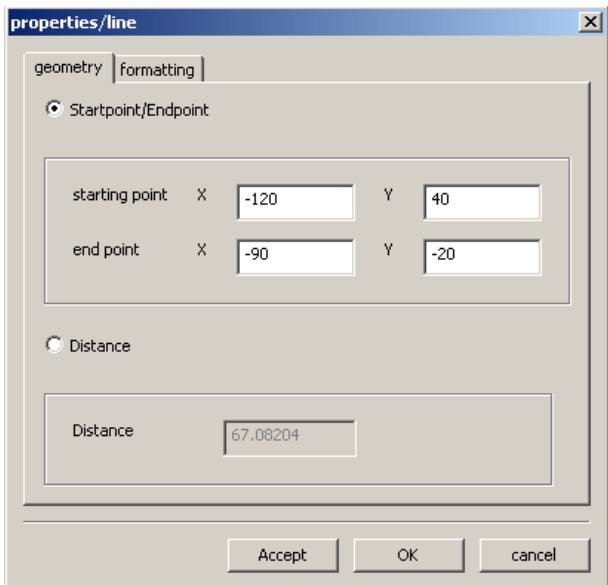 properties/line
geometry formatting
Startpoint/Endpoint
starting point X -120 Y 40
end point X -90 Y -20
Distance
Distance 67.08204
Accept OK cancel